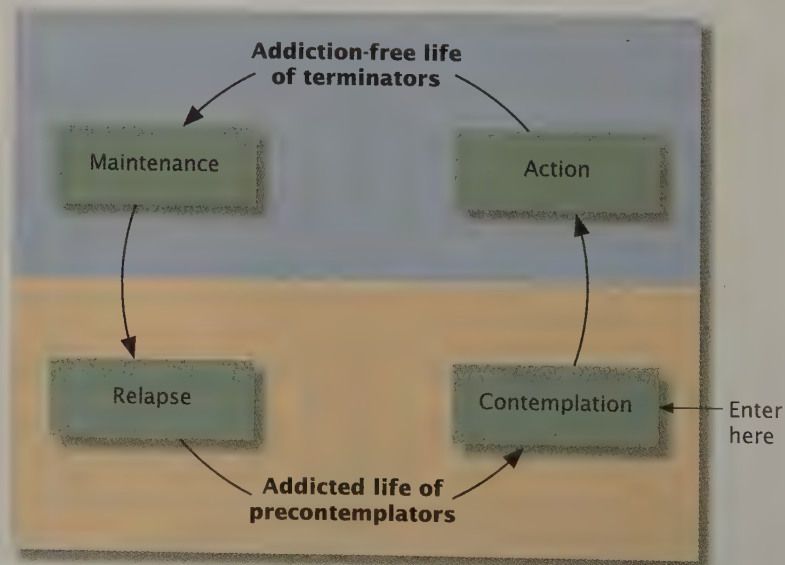 Addiction-free life
of terminators
Maintenance
Action
Relapse
Contemplation
Enter
here
Addicted life of
precontemplators